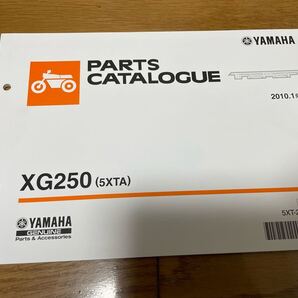 YAMAHA
PARTS
CATALOGUE
2010.1
XG250 (5XTA)
YAMAHA
GENUINE
Parts & Accessories
5XT-2